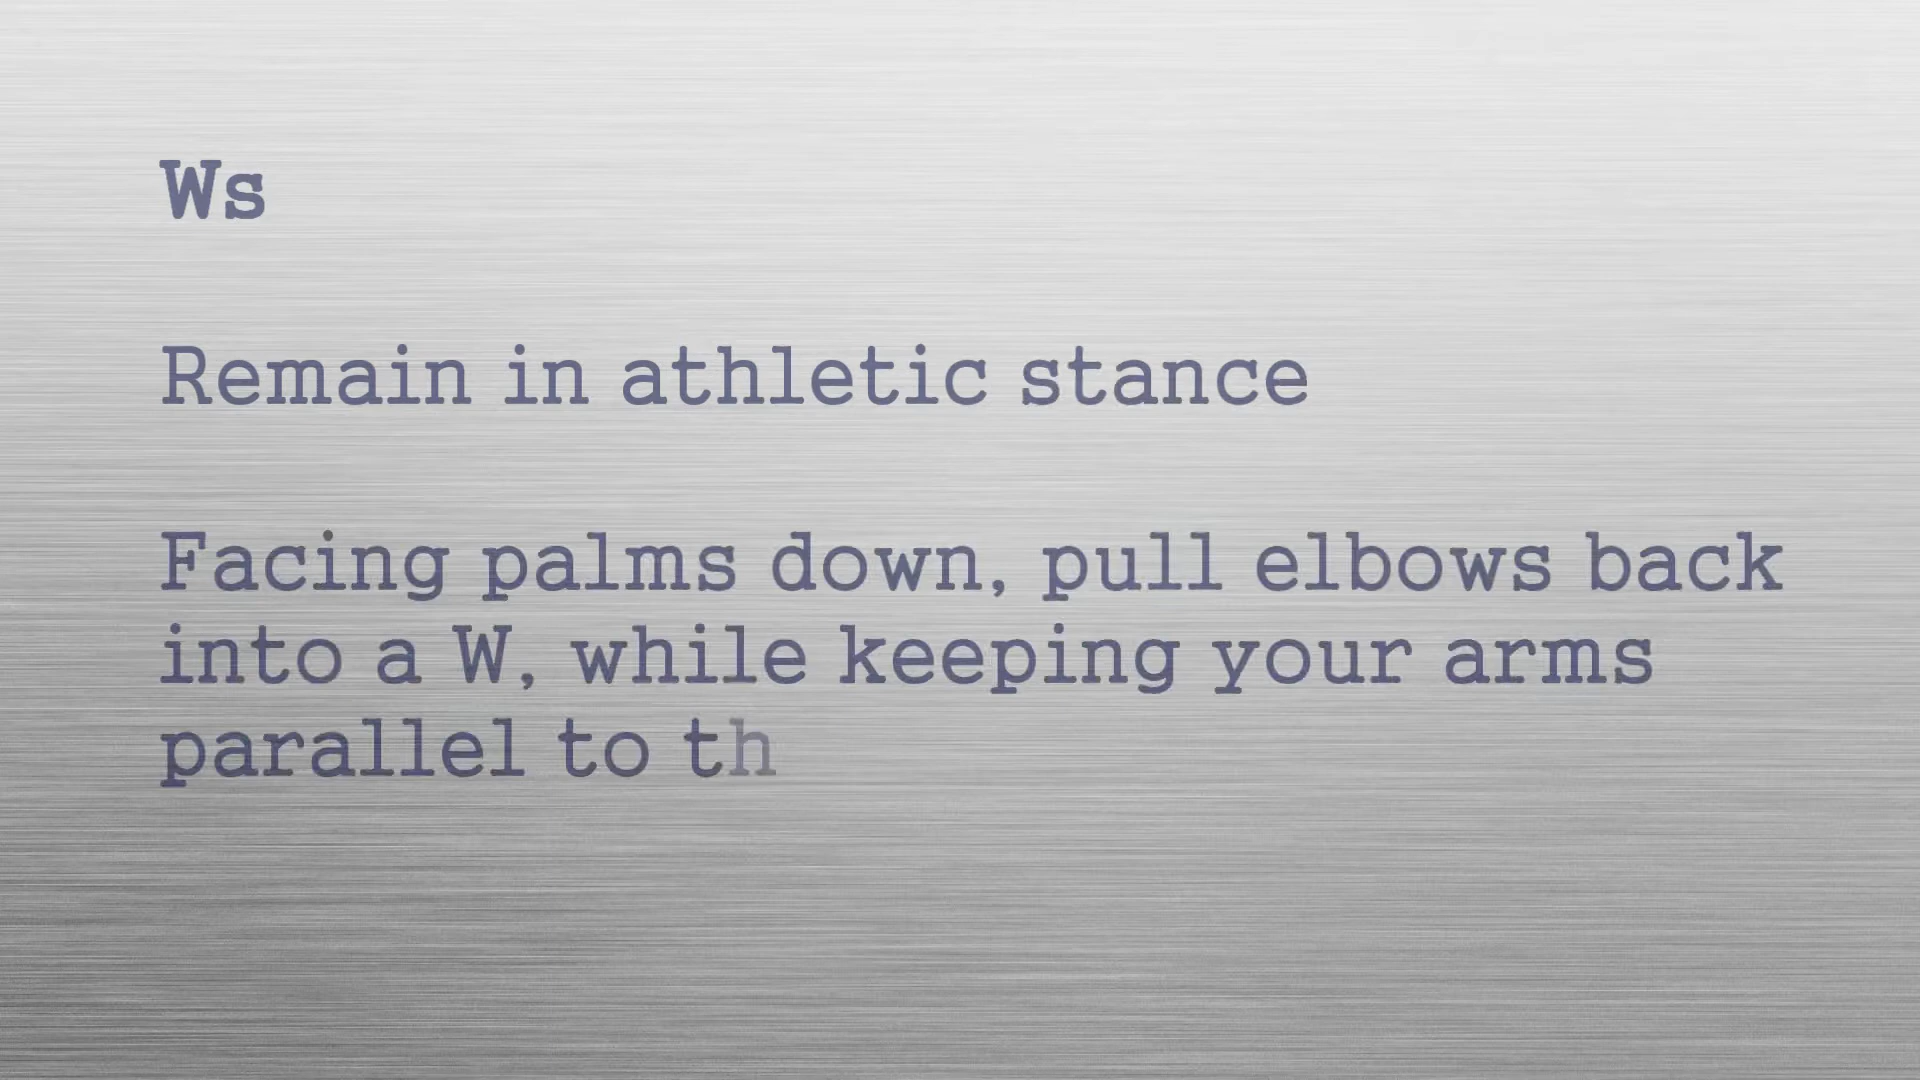 Ws
Remain in athletic stance
Facing palms down, pull elbows back
into a W, while keeping your arms
parallel to th